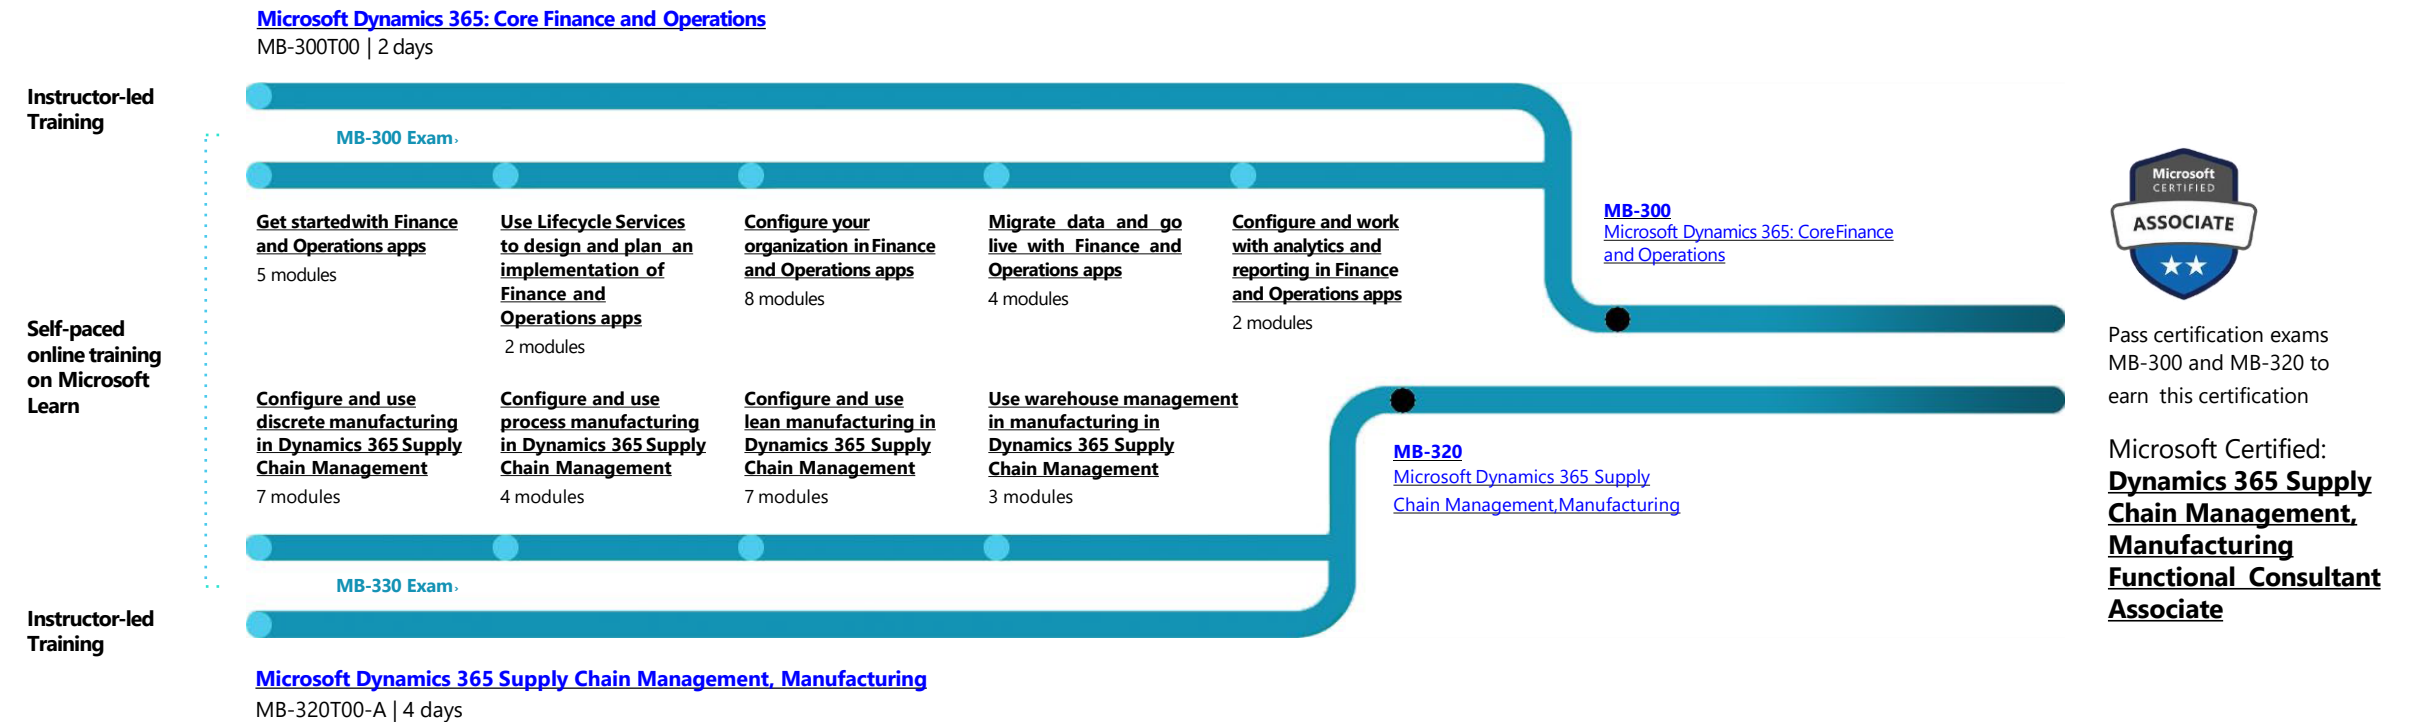 Microsoft Dynamics 365: Core Finance and Operations
MB-300T00 | 2 days
Instructor-led
Training
MB-300 Exam›
Get startedwith Finance
and Operations apps
5 modules
Use Lifecycle Services
to design and plan an
implementation of
Finance and
Operations apps
2 modules
Configure your
organization in Finance
and Operations apps
8 modules
Migrate data and go
live with Finance and
Operations apps
4 modules
Configure and work
with analytics and
reporting in Finance
and Operations apps
2 modules
MB-300
Microsoft Dynamics 365: CoreFinance
and Operations
Self-paced
online training
on Microsoft
Learn
Configure and use
discrete manufacturing
in Dynamics 365 Supply
Chain Management
7 modules
Configure and use
process manufacturing
in Dynamics 365 Supply
Chain Management
4 modules
Configure and use
lean manufacturing in
Dynamics 365 Supply
Chain Management
7 modules
Use warehouse management
in manufacturing in
Dynamics 365 Supply
Chain Management
3 modules
MB-320
Microsoft Dynamics 365 Supply
Chain Management,Manufacturing
MB-330 Exam›
Instructor-led
Training
Microsoft Dynamics 365 Supply Chain Management, Manufacturing
MB-320T00-A | 4 days
Microsoft
CERTIFIED
ASSOCIATE
Pass certification exams
MB-300 and MB-320 to
earn this certification
Microsoft Certified:
Dynamics 365 Supply
Chain Management,
Manufacturing
Functional Consultant
Associate